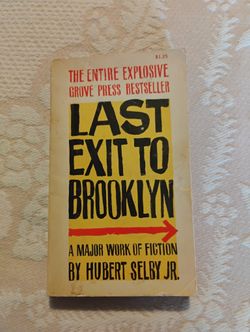 $1.25
THE ENTIRE EXPLOSIVE
GROVE PRESS BESTSELLER
LAST
EXIT TO
BROOKLYN
A MAJOR WORK OF FICTION
BY HUBERT SELBY JR.